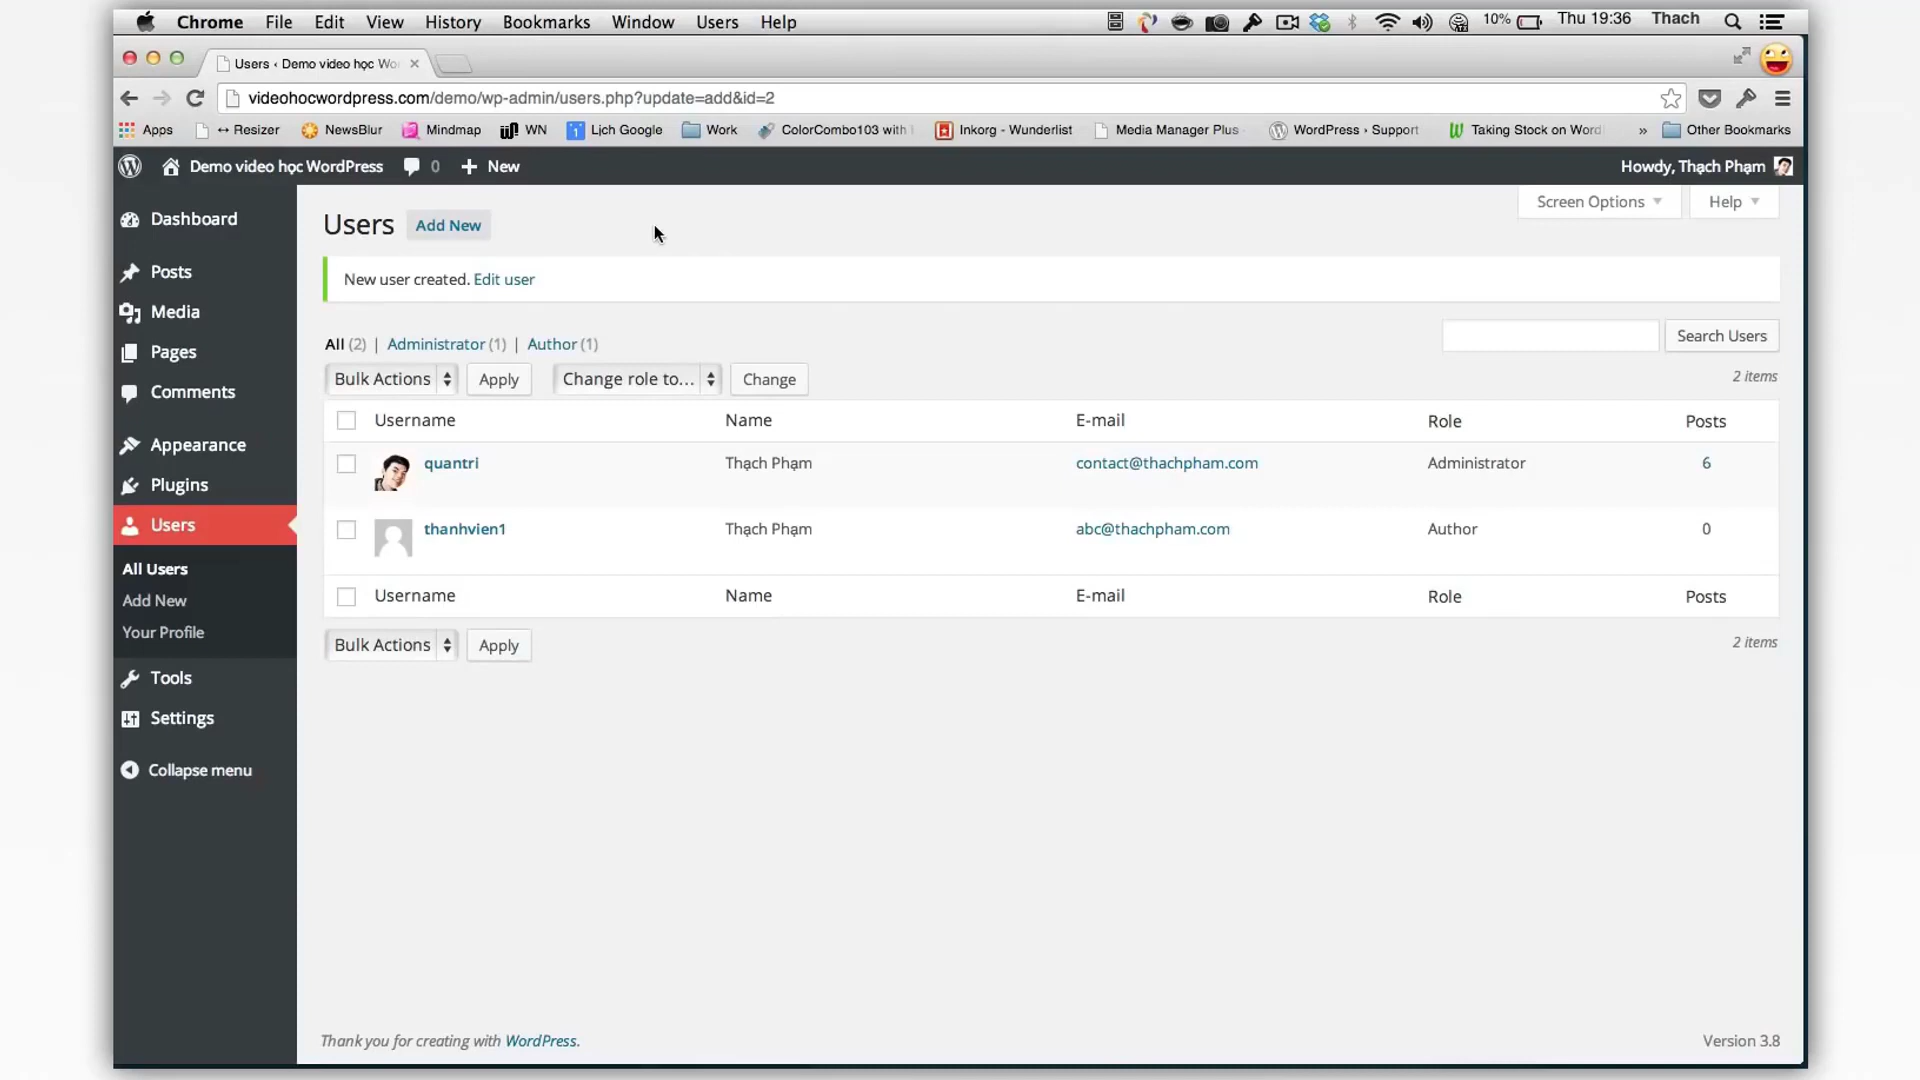 Chrome File Edit View History Bookmarks Window Users Help 10% Thu 19:36 Thach
Users ‹ Demo video học Wo
videohocwordpress.com/demo/wp-admin/users.php?update=add&id=2
Apps ↔ Resizer NewsBlur Mindmap WN Lịch Google Work ColorCombo103 with Inkorg - Wunderlist Media Manager Plus WordPress › Support Taking Stock on Word » Other Bookmarks
Demo video học WordPress 0 + New Howdy, Thạch Phạm
Screen Options Help
Users Add New
New user created. Edit user
All (2) | Administrator (1) | Author (1)
Search Users
Bulk Actions Apply Change role to... Change 2 items
Username Name E-mail Role Posts
quantri Thạch Phạm contact@thachpham.com Administrator 6
thanhvien1 Thạch Phạm abc@thachpham.com Author 0
Username Name E-mail Role Posts
Bulk Actions Apply 2 items
Dashboard
Posts
Media
Pages
Comments
Appearance
Plugins
Users
All Users
Add New
Your Profile
Tools
Settings
Collapse menu
Thank you for creating with WordPress. Version 3.8